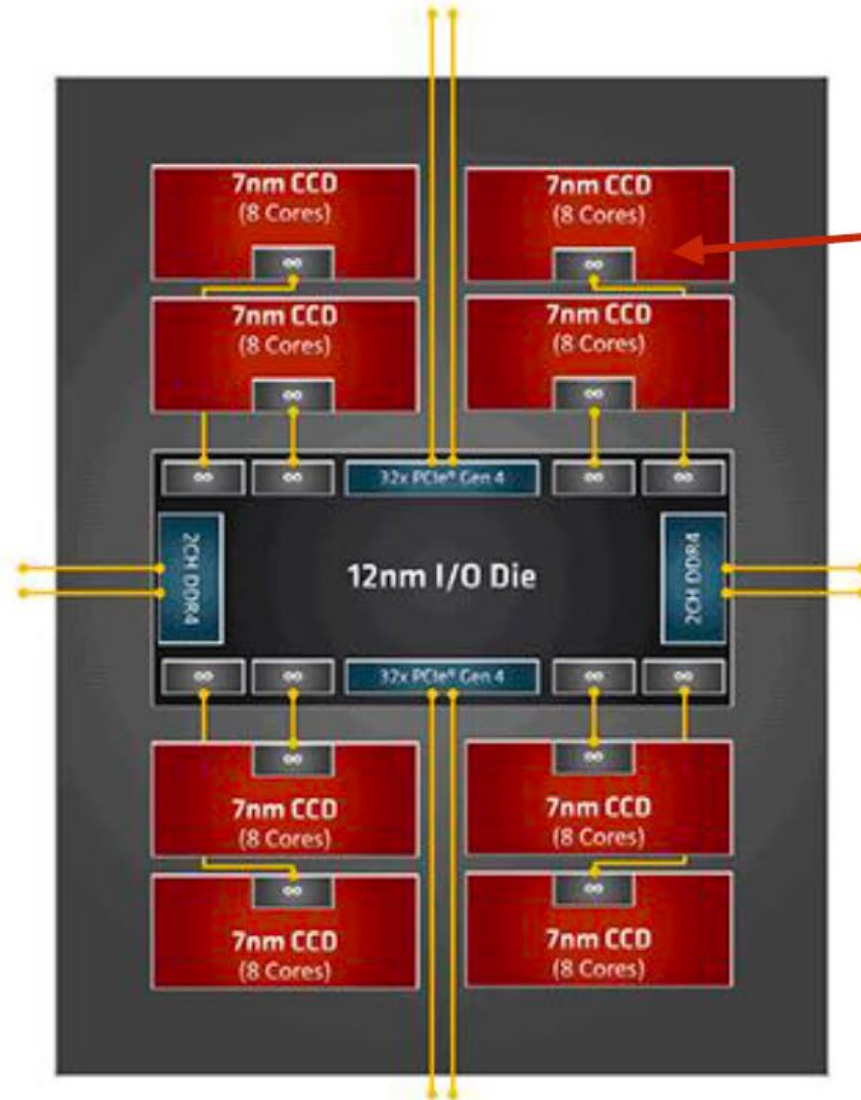 7nm CCD
(8 Cores)
∞
7nm CCD
(8 Cores)
∞
7nm CCD
(8 Cores)
∞
7nm CCD
(8 Cores)
∞
∞
∞
32x PCIe® Gen 4
∞
∞
2CH DDR4
12nm I/O Die
2CH DDR4
∞
∞
32x PCIe® Gen 4
∞
∞
∞
7nm CCD
(8 Cores)
∞
7nm CCD
(8 Cores)
∞
7nm CCD
(8 Cores)
∞
7nm CCD
(8 Cores)